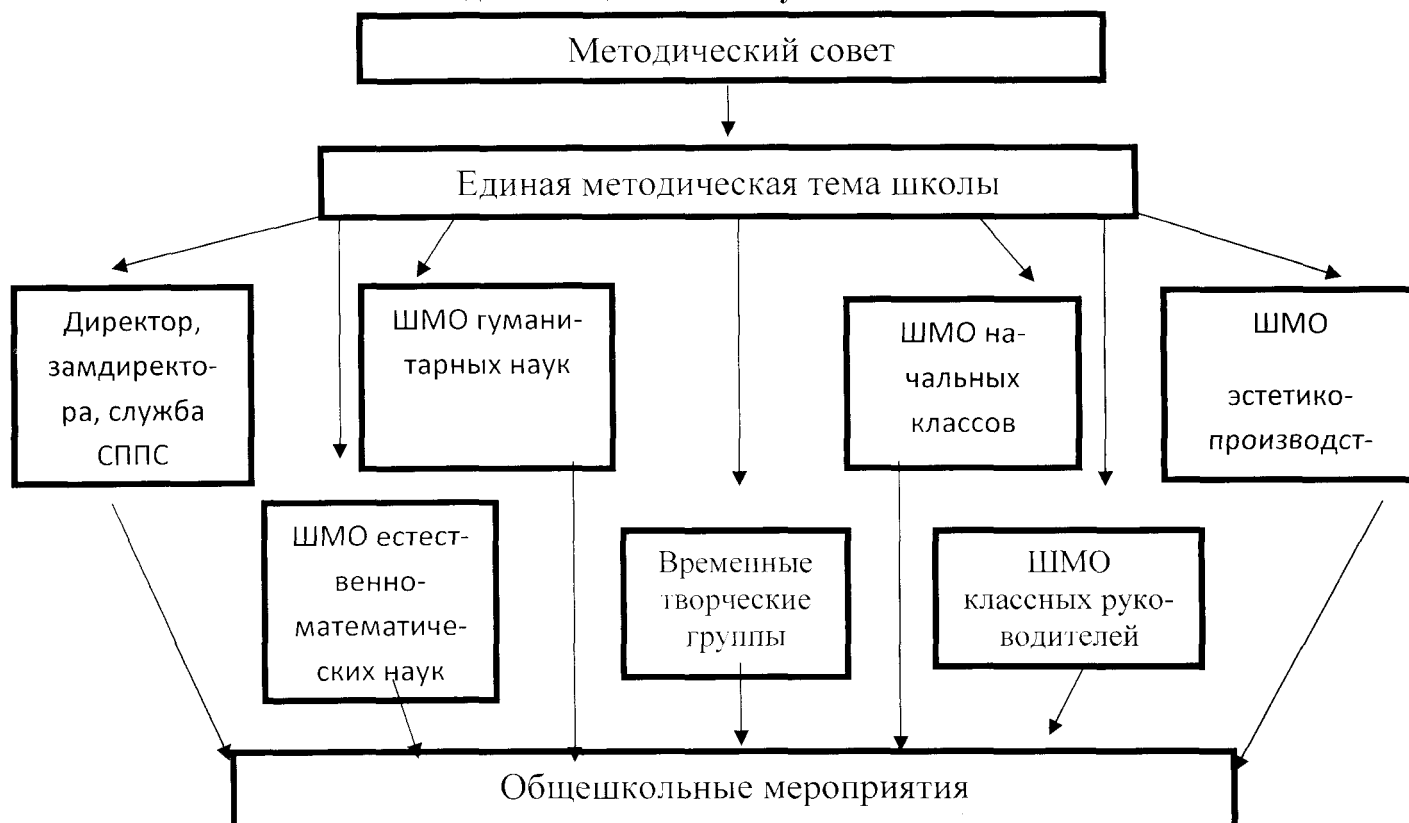 Методический совет
Единая методическая тема школы
Директор,
замдиректо-
ра, служба
СППС
ШМО гумани-
тарных наук
ШМО на-
чальных
классов
ШМО
эстетико-
производст-
ШМО естест-
венно-
математиче-
ских наук
Временные
творческие
группы
ШМО
классных руко-
водителей
Общешкольные мероприятия